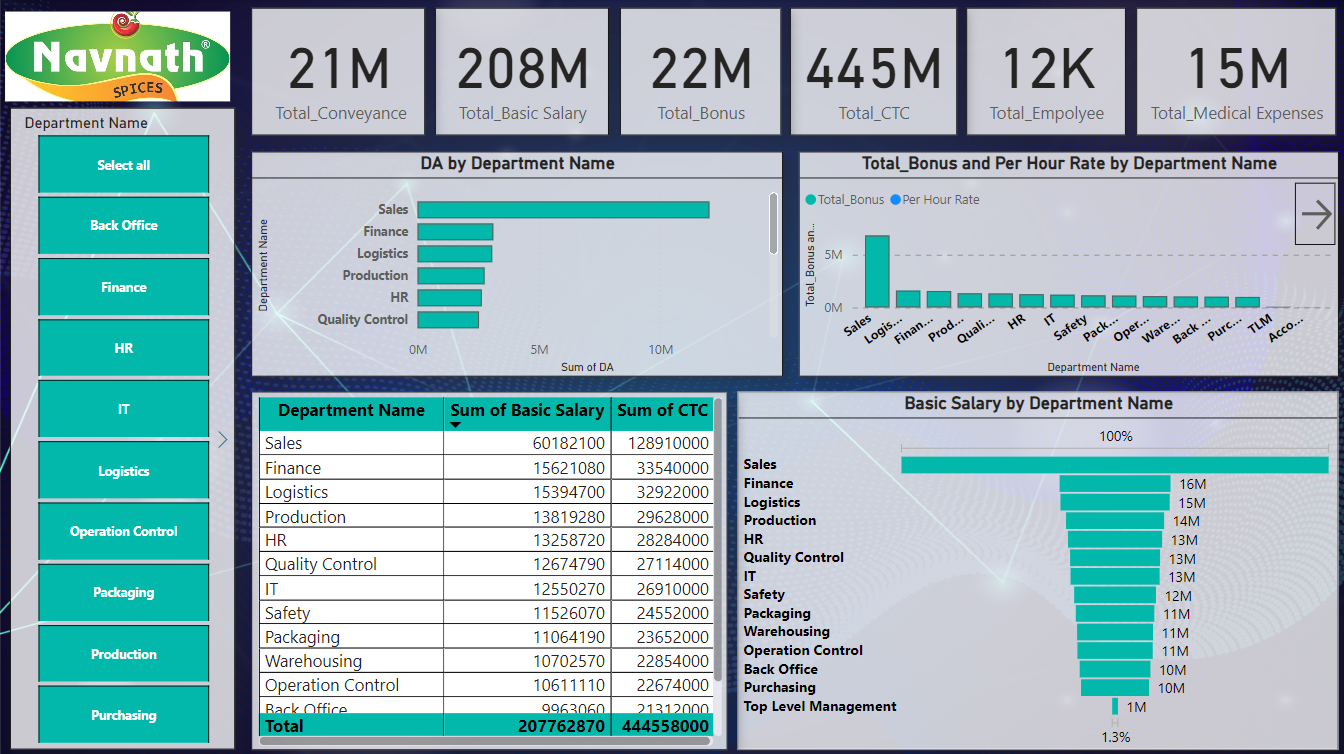 Navnath®
SPICES
21M
Total_Conveyance
208M
Total_Basic Salary
22M
Total_Bonus
445M
Total_CTC
12K
Total_Empolyee
15M
Total_Medical Expenses
Department Name
Select all
Back Office
Finance
HR
IT
Logistics
Operation Control
Packaging
Production
Purchasing
DA by Department Name
Department Name
Sales
Finance
Logistics
Production
HR
Quality Control
0M 5M 10M
Sum of DA
Total_Bonus and Per Hour Rate by Department Name
Total_Bonus Per Hour Rate
Total_Bonus an...
5M
0M
Sales Logis... Finan... Prod... Quali... HR IT Safety Pack... Oper... Ware... Back ... Purc... TLM Acco...
Department Name
Department Name Sum of Basic Salary Sum of CTC
Sales 60182100 128910000
Finance 15621080 33540000
Logistics 15394700 32922000
Production 13819280 29628000
HR 13258720 28284000
Quality Control 12674790 27114000
IT 12550270 26910000
Safety 11526070 24552000
Packaging 11064190 23652000
Warehousing 10702570 22854000
Operation Control 10611110 22674000
Back Office 9963060 21312000
Total 207762870 444558000
Basic Salary by Department Name
100%
Sales
Finance 16M
Logistics 15M
Production 14M
HR 13M
Quality Control 13M
IT 13M
Safety 12M
Packaging 11M
Warehousing 11M
Operation Control 11M
Back Office 10M
Purchasing 10M
Top Level Management 1M
1.3%